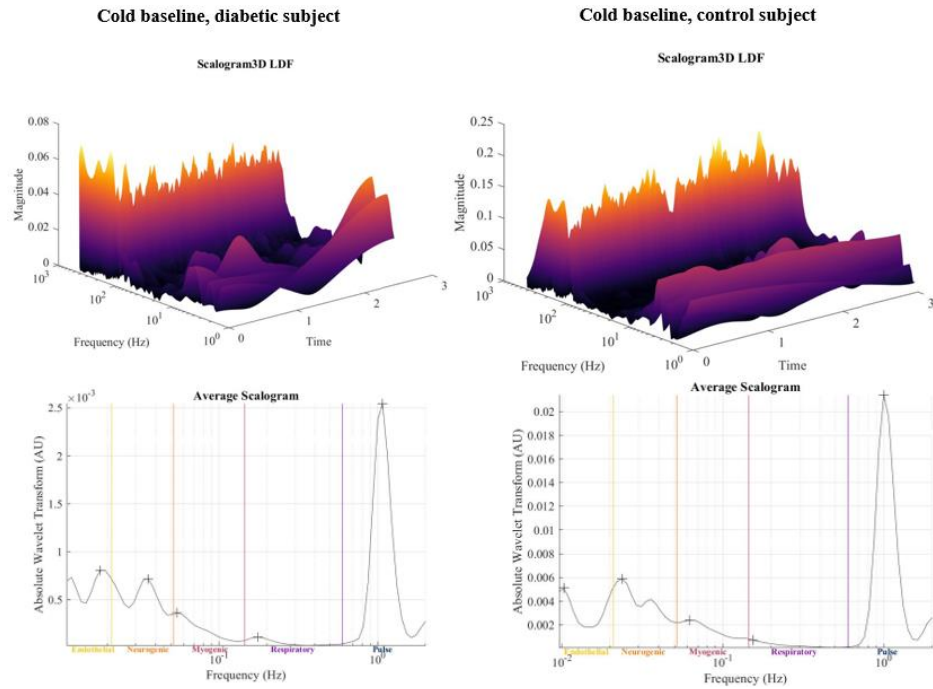 Cold baseline, diabetic subject
Scalogram3D LDF
0.08
0.06
0.04
0.02
0
Magnitude
10³
10²
10¹
10⁰
Frequency (Hz)
0
1
2
3
Time
Cold baseline, control subject
Scalogram3D LDF
0.25
0.2
0.15
0.1
0.05
0
Magnitude
10³
10²
10¹
10⁰
Frequency (Hz)
0
1
2
3
Time
Average Scalogram
×10⁻³
2.5
2
1.5
1
0.5
Absolute Wavelet Transform (AU)
Endothelial Neurogenic Myogenic Respiratory Pulse
10⁻¹ 10⁰
Frequency (Hz)
Average Scalogram
0.02
0.018
0.016
0.014
0.012
0.01
0.008
0.006
0.004
0.002
Absolute Wavelet Transform (AU)
Endothelial Neurogenic Myogenic Respiratory Pulse
10⁻² 10⁻¹ 10⁰
Frequency (Hz)